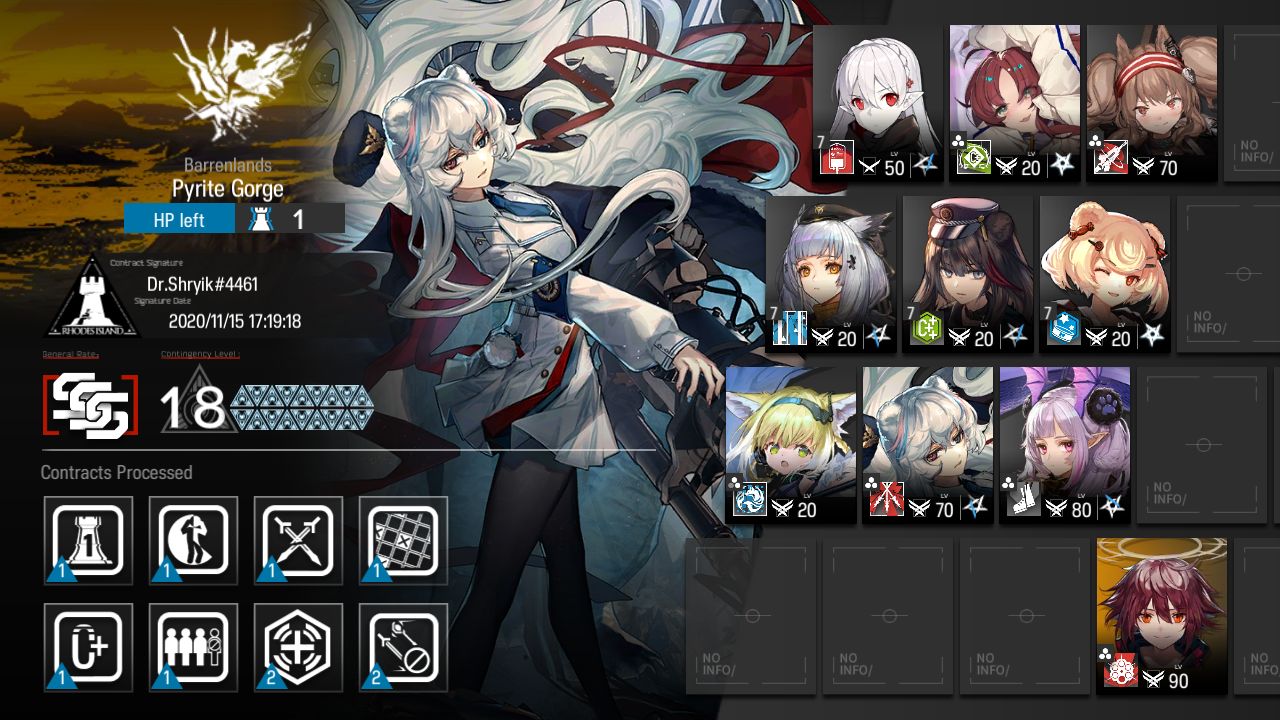 Barrenlands
Pyrite Gorge
HP left 1
Contract Signature
Dr.Shryik#4461
Signature Date
2020/11/15 17:19:18
RHODES ISLAND
General Rate:
Contingency Level:
SSS
18
Contracts Processed
1
1
1
1
1
1
1
2
2
7
LV
50
LV
20
LV
70
NO
INFO/
7
LV
20
7
LV
20
7
LV
20
NO
INFO/
LV
20
LV
70
LV
80
NO
INFO/
NO
INFO/
NO
INFO/
NO
INFO/
LV
90
NO
INFO/